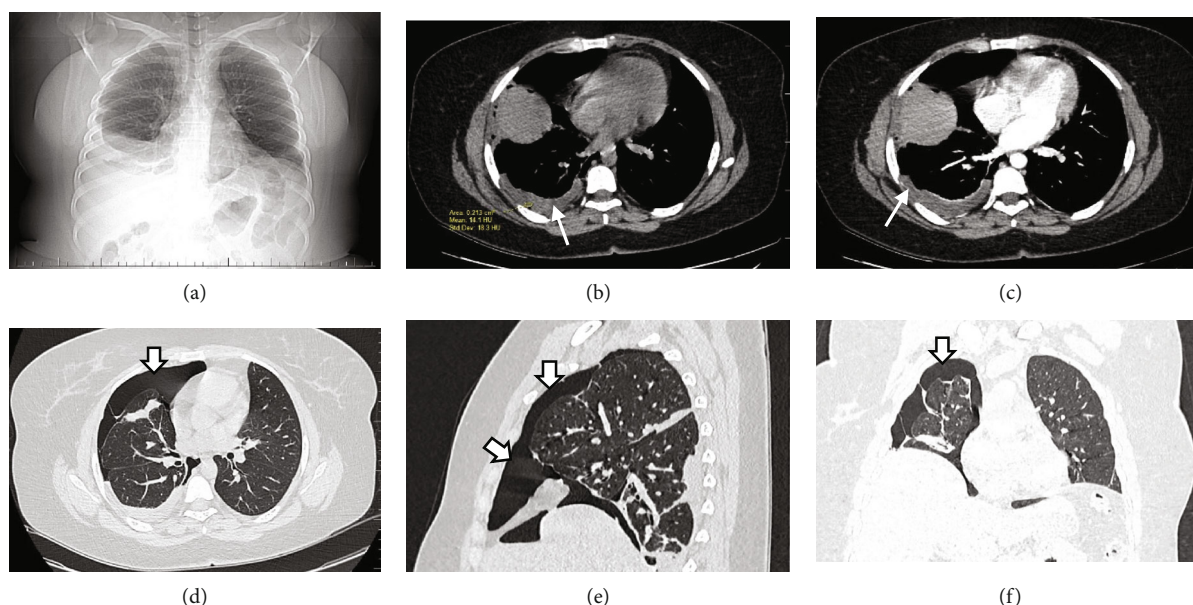 Area: 0.213 cm²
Mean: 14.1 HU
Std Dev: 18.3 HU
(a)
(b)
(c)
(d)
(e)
(f)